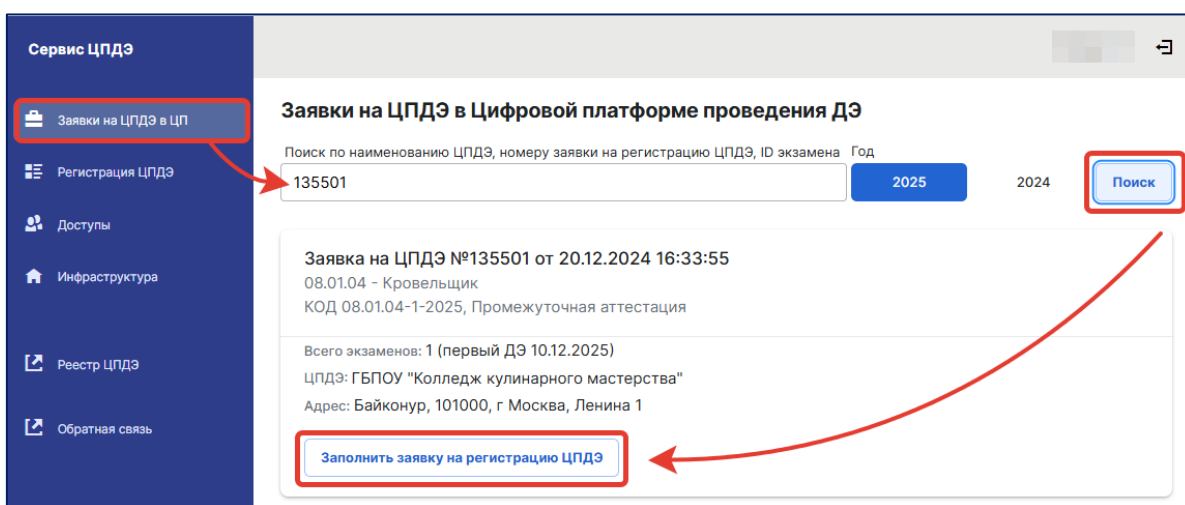 Сервис ЦПДЭ
Заявки на ЦПДЭ в ЦП
Регистрация ЦПДЭ
Доступы
Инфраструктура
Реестр ЦПДЭ
Обратная связь
Заявки на ЦПДЭ в Цифровой платформе проведения ДЭ
Поиск по наименованию ЦПДЭ, номеру заявки на регистрацию ЦПДЭ, ID экзамена Год
135501 2025 2024 Поиск
Заявка на ЦПДЭ №135501 от 20.12.2024 16:33:55
08.01.04 - Кровельщик
КОД 08.01.04-1-2025, Промежуточная аттестация
Всего экзаменов: 1 (первый ДЭ 10.12.2025)
ЦПДЭ: ГБПОУ "Колледж кулинарного мастерства"
Адрес: Байконур, 101000, г Москва, Ленина 1
Заполнить заявку на регистрацию ЦПДЭ